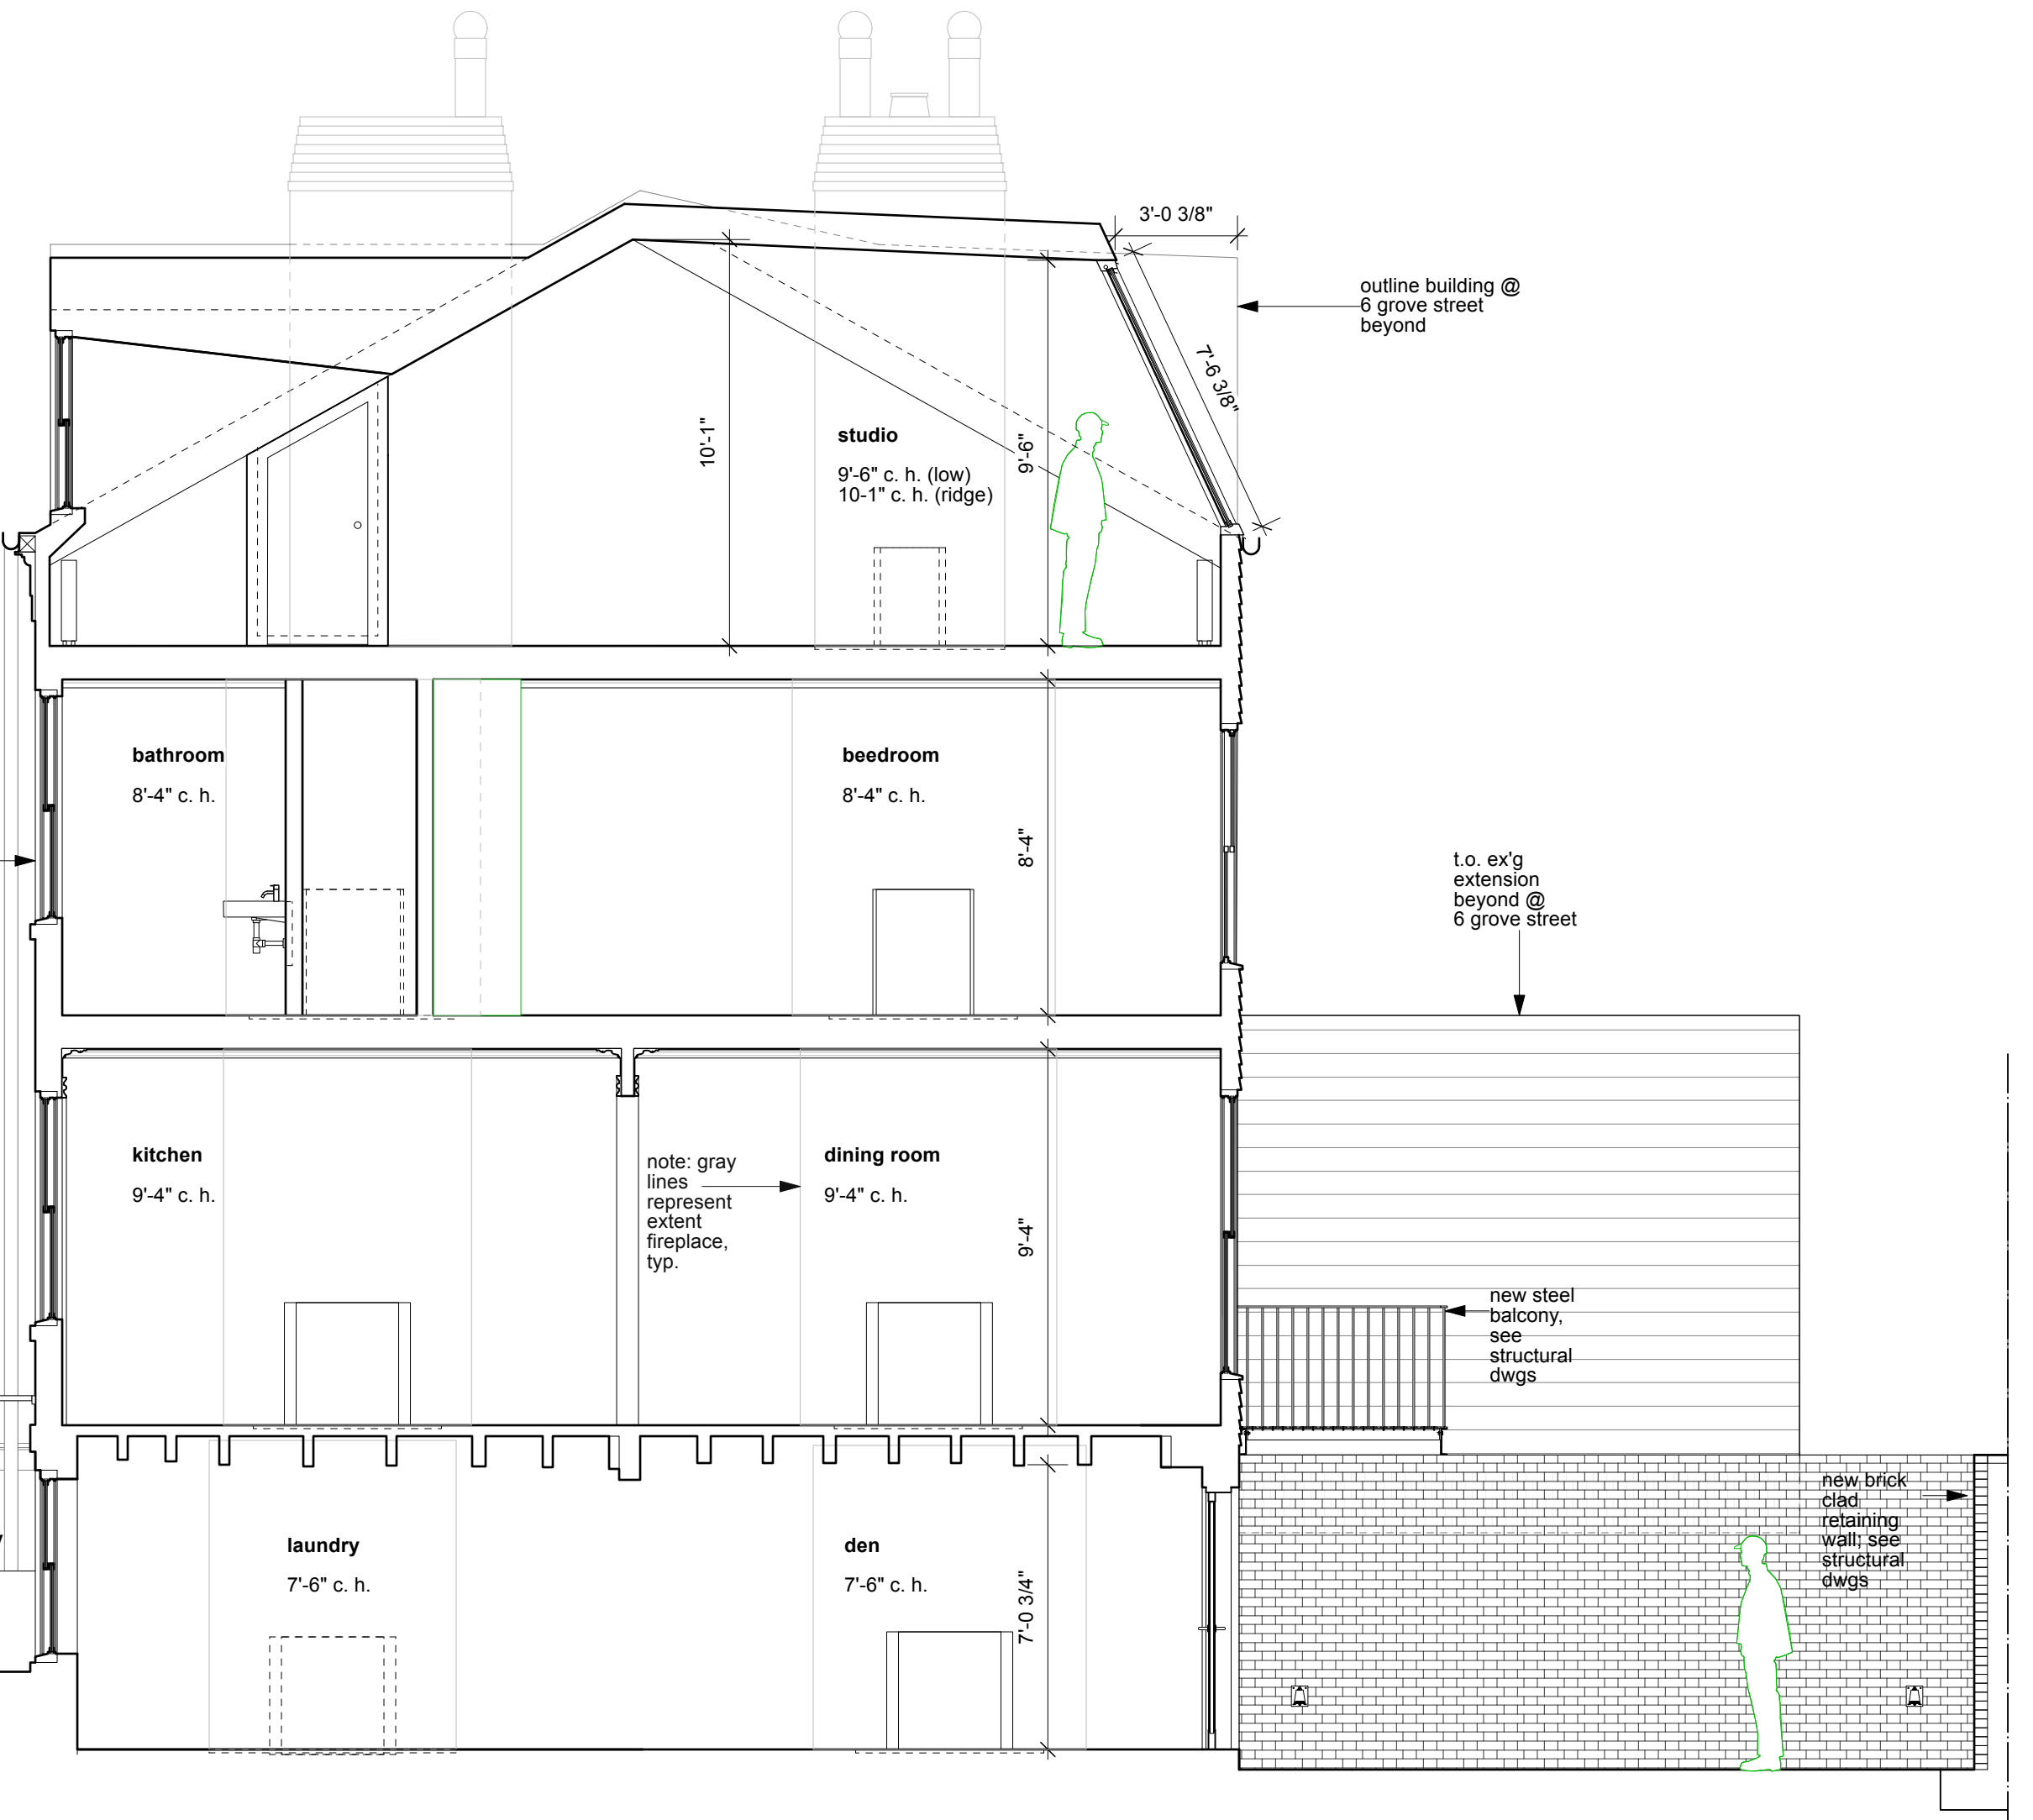 3'-0 3/8"
outline building @
6 grove street
beyond
7'-6 3/8"
10'-1"
studio
9'-6" c. h. (low)
10-1" c. h. (ridge)
9'-6"
bathroom
8'-4" c. h.
beedroom
8'-4" c. h.
8'-4"
t.o. ex'g
extension
beyond @
6 grove street
kitchen
9'-4" c. h.
note: gray
lines
represent
extent
fireplace,
typ.
dining room
9'-4" c. h.
9'-4"
new steel
balcony,
see
structural
dwgs
new brick
clad
retaining
wall; see
structural
dwgs
laundry
7'-6" c. h.
den
7'-6" c. h.
7'-0 3/4"